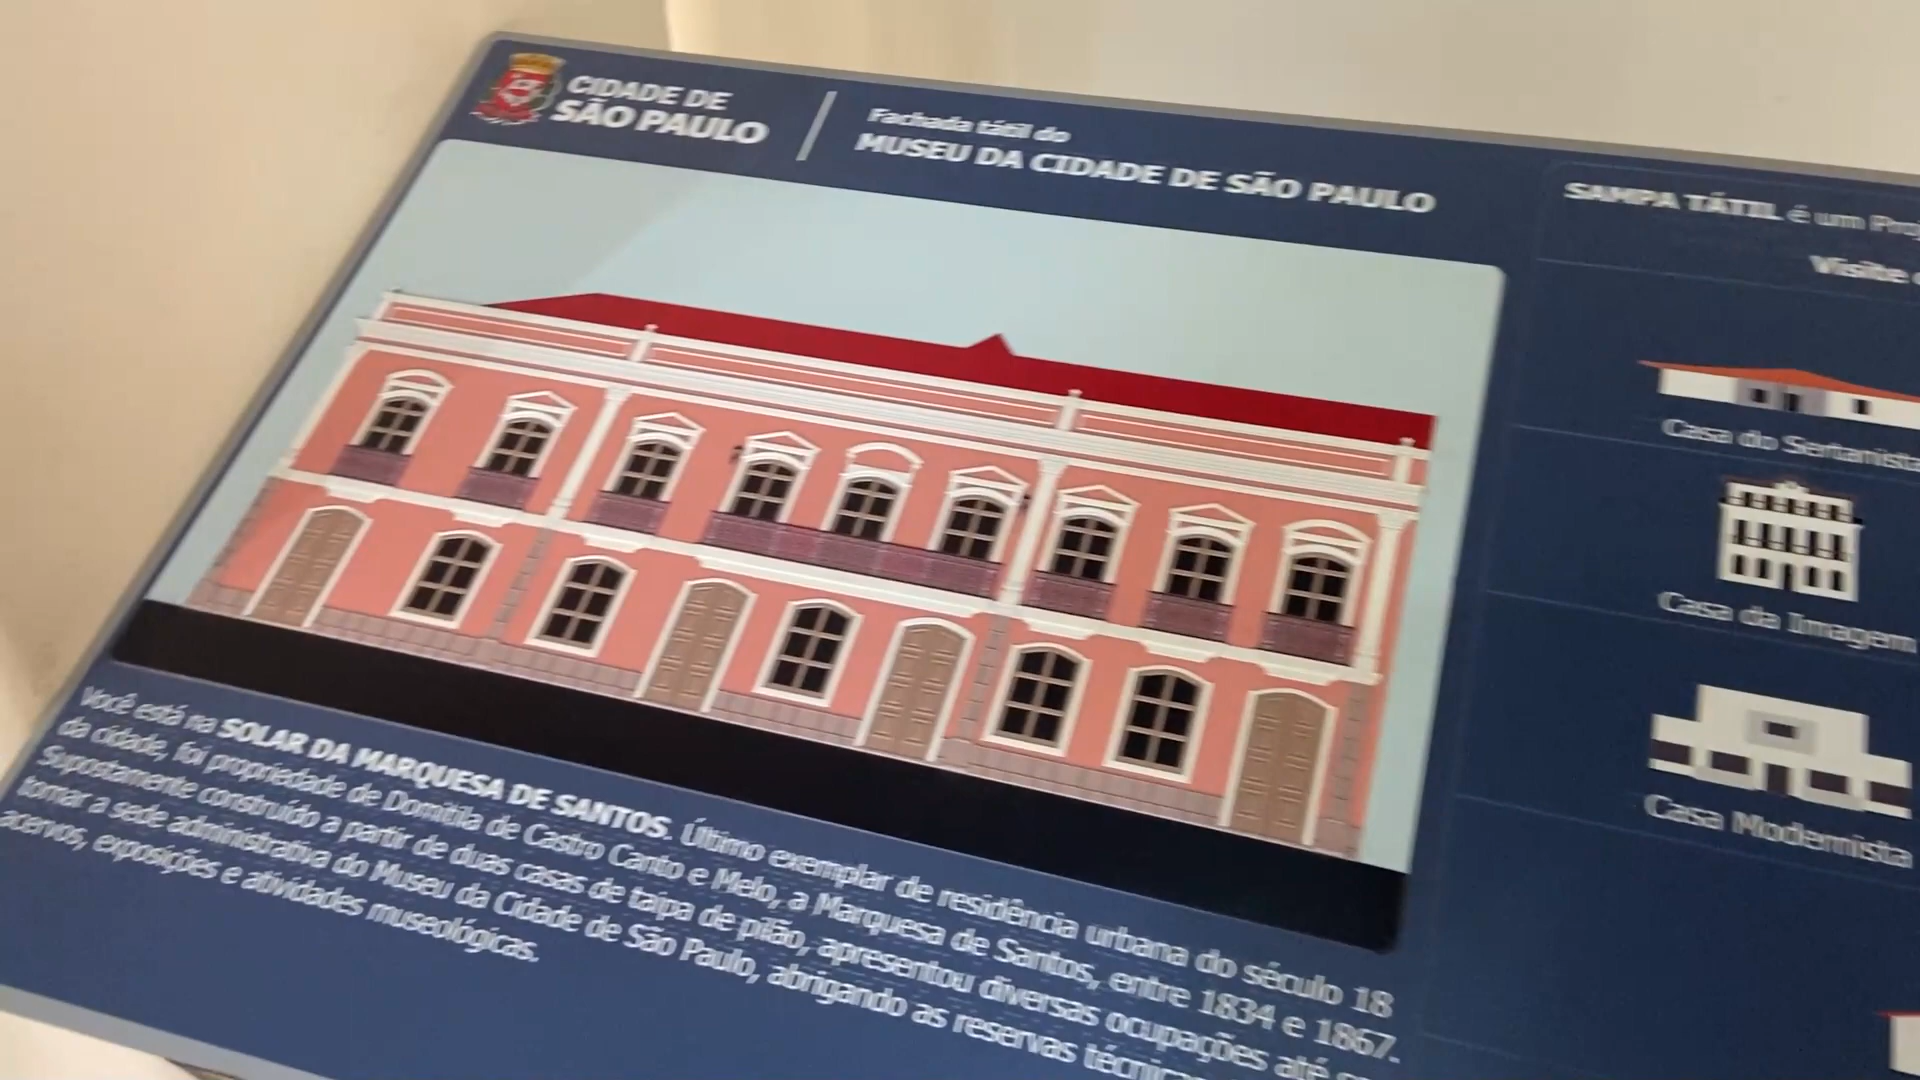 CIDADE DE
SÃO PAULO
Fachada tátil do
MUSEU DA CIDADE DE SÃO PAULO
Você está na SOLAR DA MARQUESA DE SANTOS. Último exemplar de residência urbana do século 18
da cidade, foi propriedade de Domitila de Castro Canto e Melo, a Marquesa de Santos, entre 1834 e 1867.
Supostamente construído a partir de duas casas de taipa de pilão, apresentou diversas ocupações até
tornar a sede administrativa do Museu da Cidade de São Paulo, abrigando as reservas
acervos, exposições e atividades museológicas.
SAMPA TÁTIL é um
Visite
Casa do Sertanista
Casa da Imagem
Casa Modernista